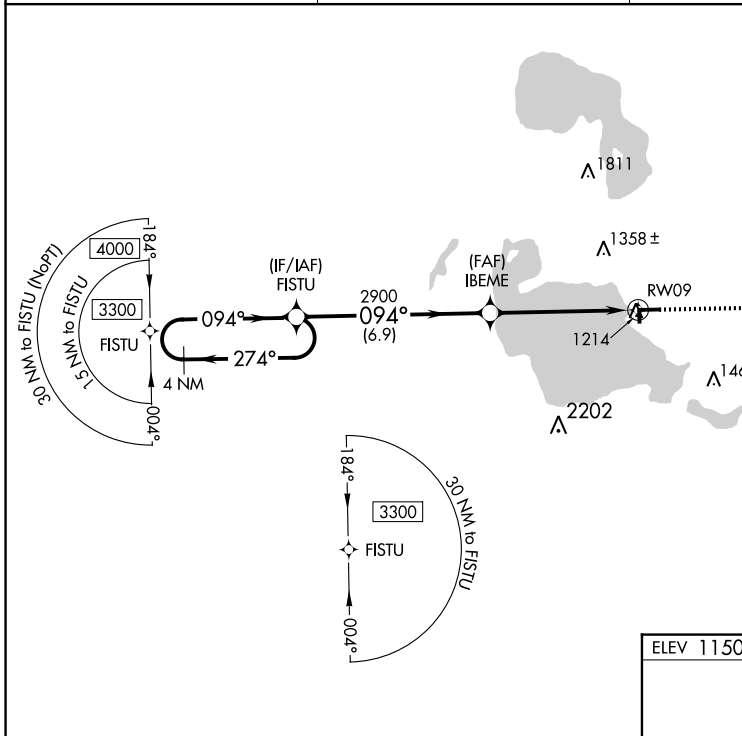 1811
1358 ±
30 NM to FISTU (NoPT)
15 NM to FISTU
4000
184°
3300
FISTU
004°
(IF/IAF)
FISTU
094°
274°
4 NM
2900
094°
(6.9)
(FAF)
IBEME
RW09
1214
2202
184°
3300
FISTU
30 NM to FISTU
004°
ELEV 1150